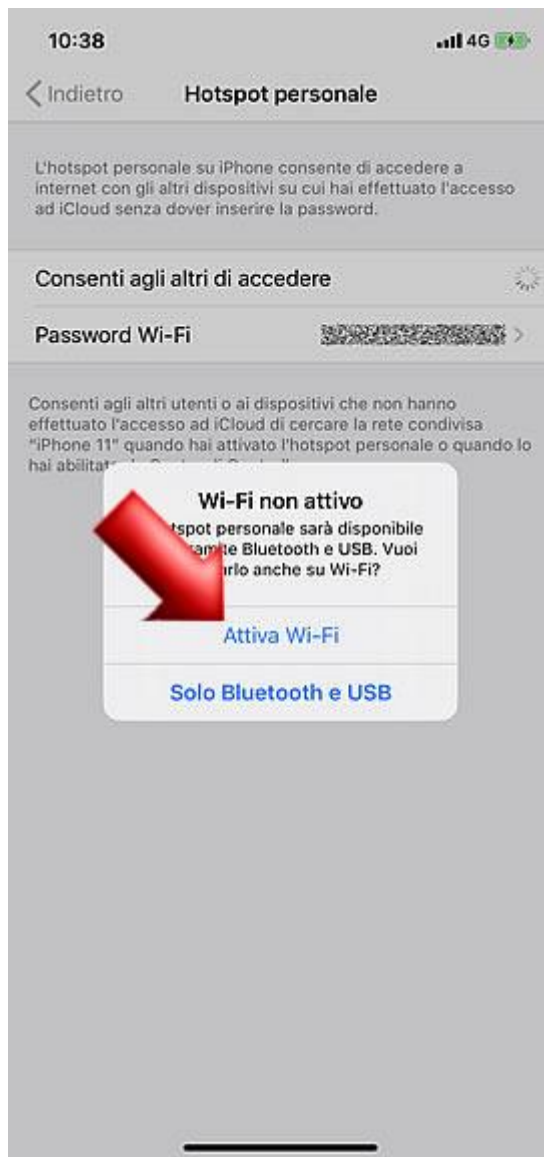 10:38
4G
Indietro
Hotspot personale
L'hotspot personale su iPhone consente di accedere a
internet con gli altri dispositivi su cui hai effettuato l'accesso
ad iCloud senza dover inserire la password.
Consenti agli altri di accedere
Password Wi-Fi
Consenti agli altri utenti o ai dispositivi che non hanno
effettuato l'accesso ad iCloud di cercare la rete condivisa
"iPhone 11" quando hai attivato l'hotspot personale o quando lo
hai
Wi-Fi non attivo
personale sarà disponibile
Bluetooth e USB. Vuoi
anche su Wi-Fi?
Attiva Wi-Fi
Solo Bluetooth e USB